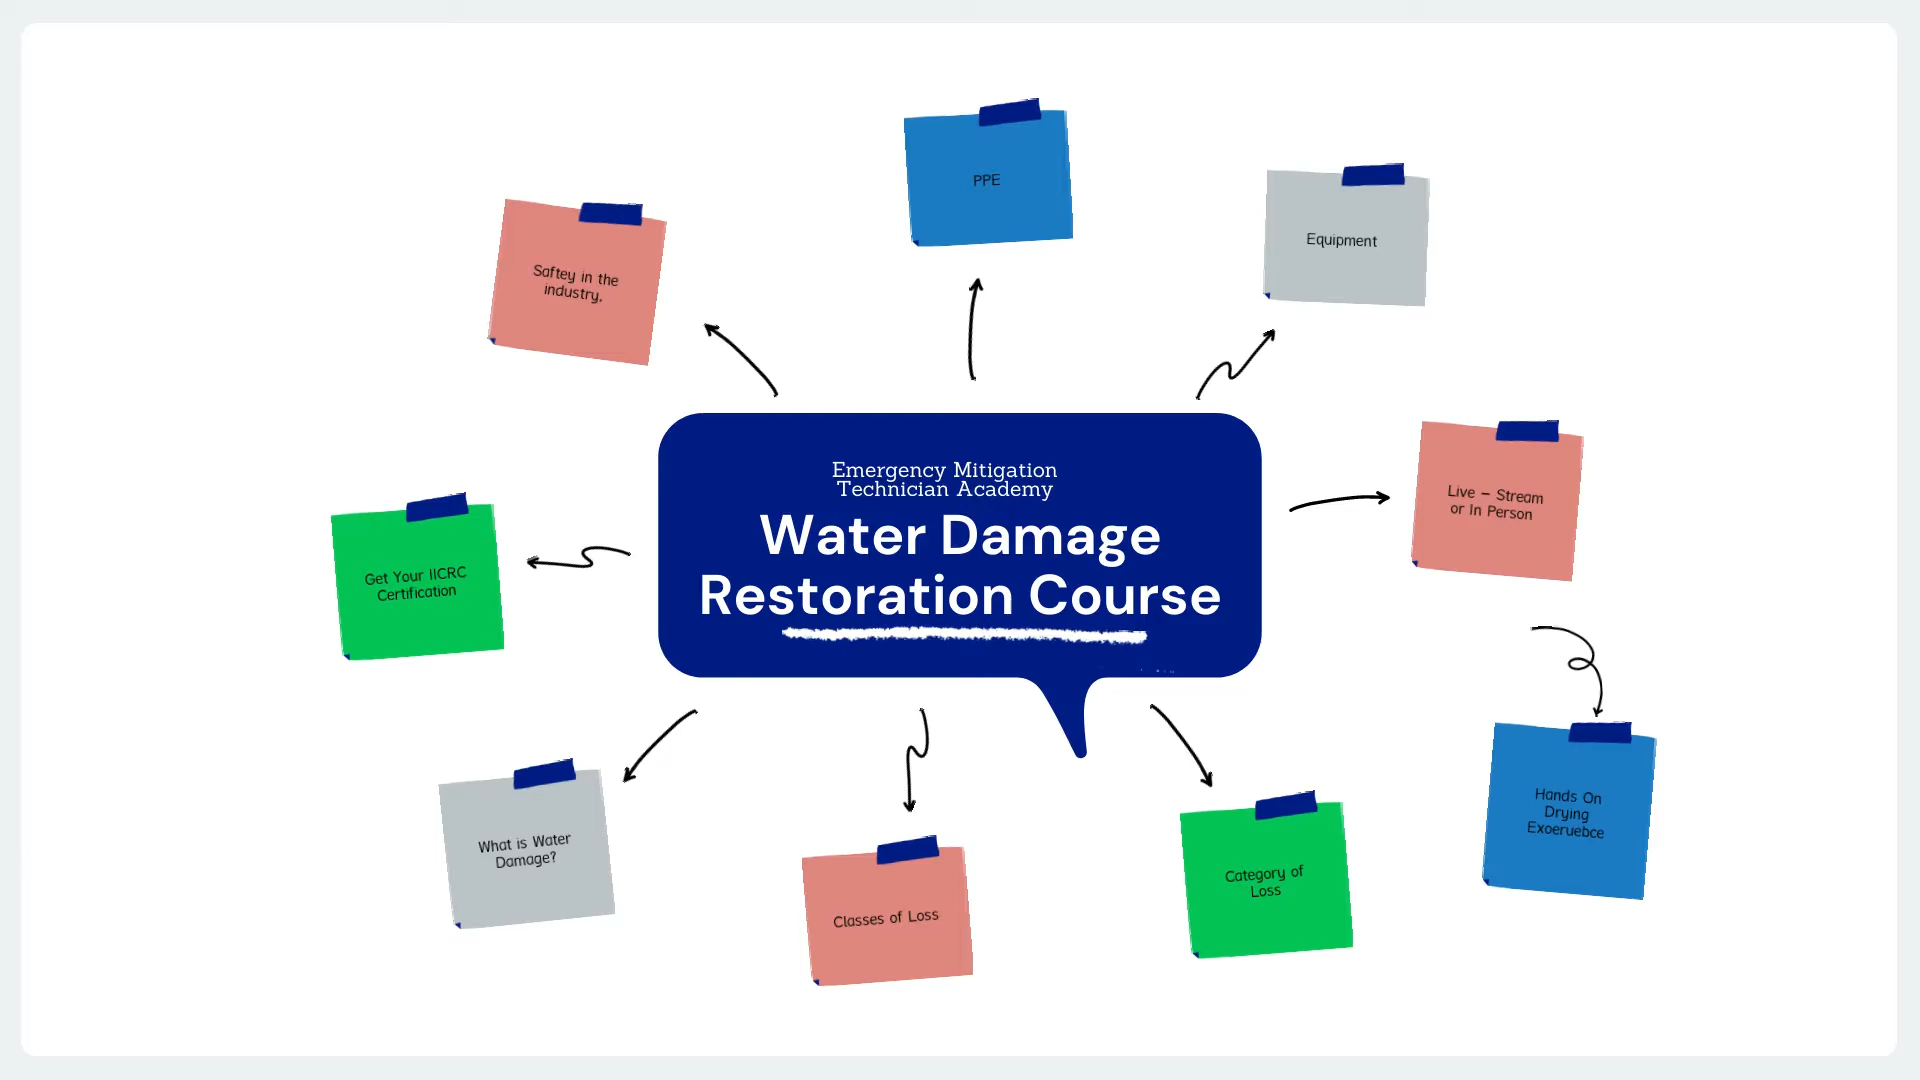 PPE
Equipment
Saftey in the
industry.
Emergency Mitigation
Technician Academy
Water Damage
Restoration Course
Live – Stream
or In Person
Get Your IICRC
Certification
What is Water
Damage?
Classes of Loss
Category of
Loss
Hands On
Drying
Exoeruebce